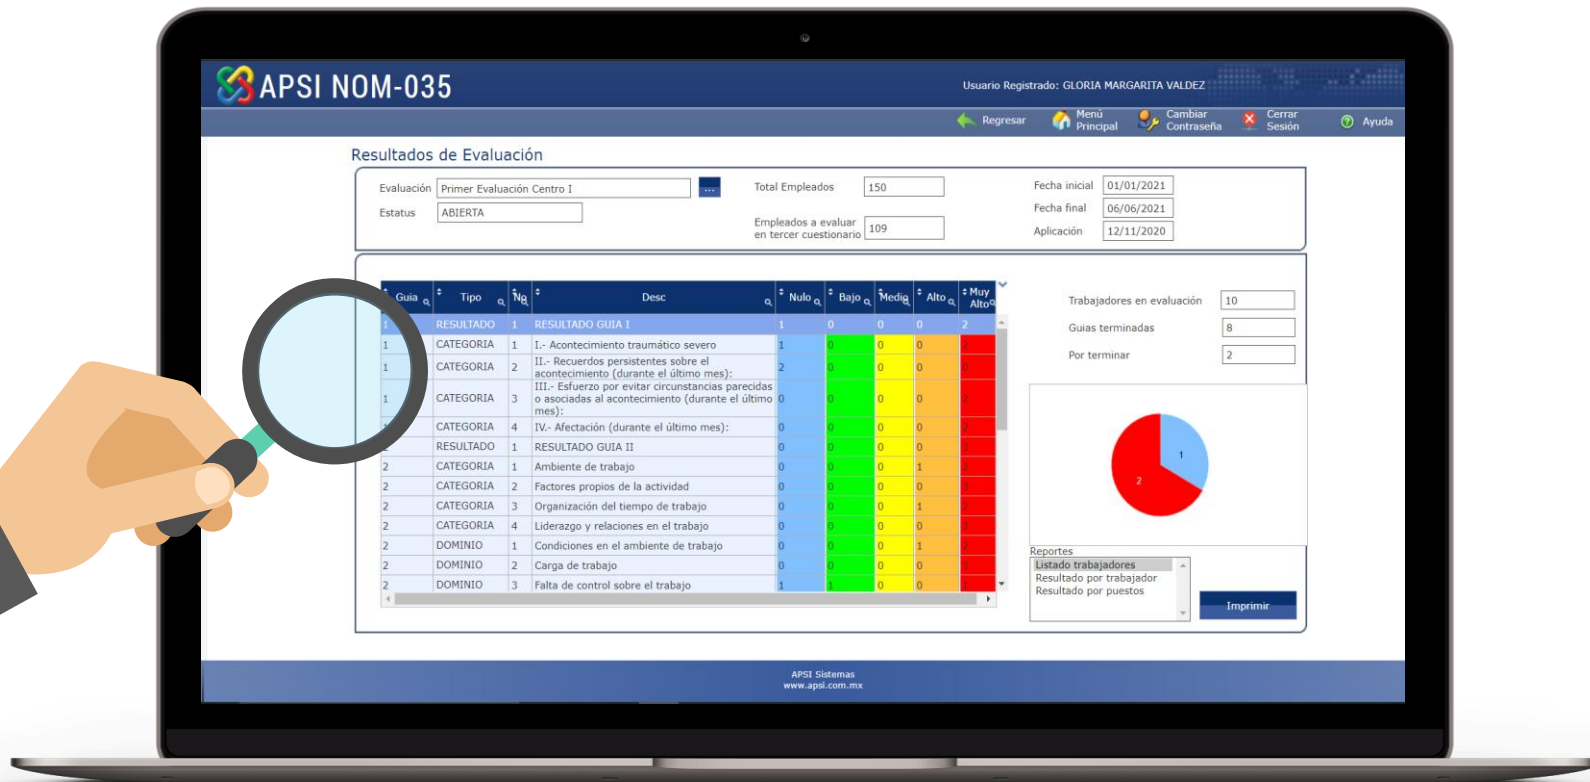 APSI NOM-035
Usuario Registrado: GLORIA MARGARITA VALDEZ
Regresar Menú Principal Cambiar Contraseña Cerrar Sesión Ayuda
Resultados de Evaluación
Evaluación Primer Evaluación Centro I ... Total Empleados 150 Fecha inicial 01/01/2021
Estatus ABIERTA Empleados a evaluar en tercer cuestionario 109 Fecha final 06/06/2021
Aplicación 12/11/2020
Guia Tipo No Desc Nulo Bajo Medio Alto Muy Alto
1 RESULTADO 1 RESULTADO GUIA I 1 0 0 0 2
1 CATEGORIA 1 I.- Acontecimiento traumático severo 1 0 0 0
1 CATEGORIA 2 II.- Recuerdos persistentes sobre el acontecimiento (durante el último mes): 2 0 0 0
1 CATEGORIA 3 III.- Esfuerzo por evitar circunstancias parecidas o asociadas al acontecimiento (durante el último mes): 0 0 0 0
CATEGORIA 4 IV.- Afectación (durante el último mes): 0 0 0 0
RESULTADO 1 RESULTADO GUIA II 0 0 0 0
2 CATEGORIA 1 Ambiente de trabajo 0 0 0 1
2 CATEGORIA 2 Factores propios de la actividad 0 0 0 0
2 CATEGORIA 3 Organización del tiempo de trabajo 0 0 0 1
2 CATEGORIA 4 Liderazgo y relaciones en el trabajo 0 0 0 0
2 DOMINIO 1 Condiciones en el ambiente de trabajo 0 0 0 1
2 DOMINIO 2 Carga de trabajo 0 0 0 0
2 DOMINIO 3 Falta de control sobre el trabajo 1 1 0 0
Trabajadores en evaluación 10
Guias terminadas 8
Por terminar 2
1
2
Reportes
Listado trabajadores
Resultado por trabajador
Resultado por puestos
Imprimir
APSI Sistemas
www.apsi.com.mx